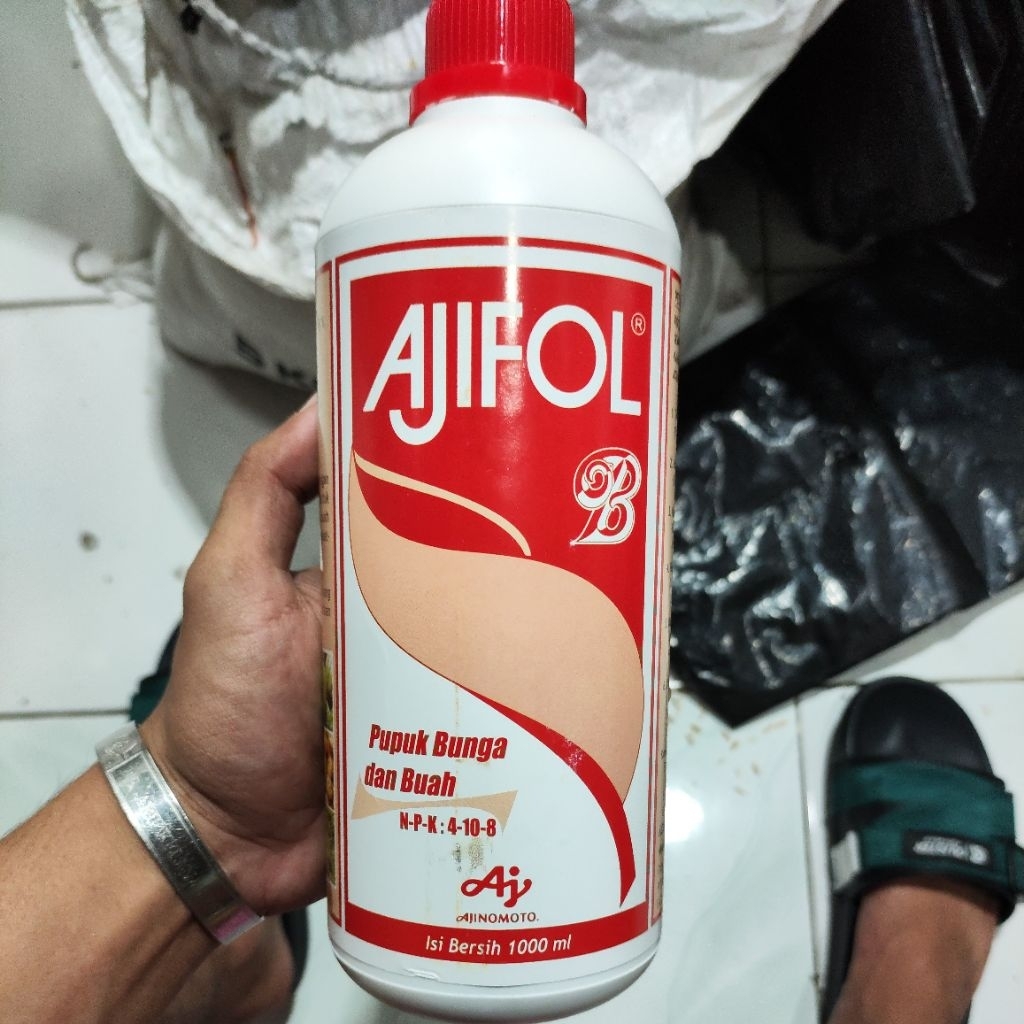 AJIFOL®
B
Pupuk Bunga
dan Buah
N-P-K : 4-10-8
Aj
AJINOMOTO.
Isi Bersih 1000 ml